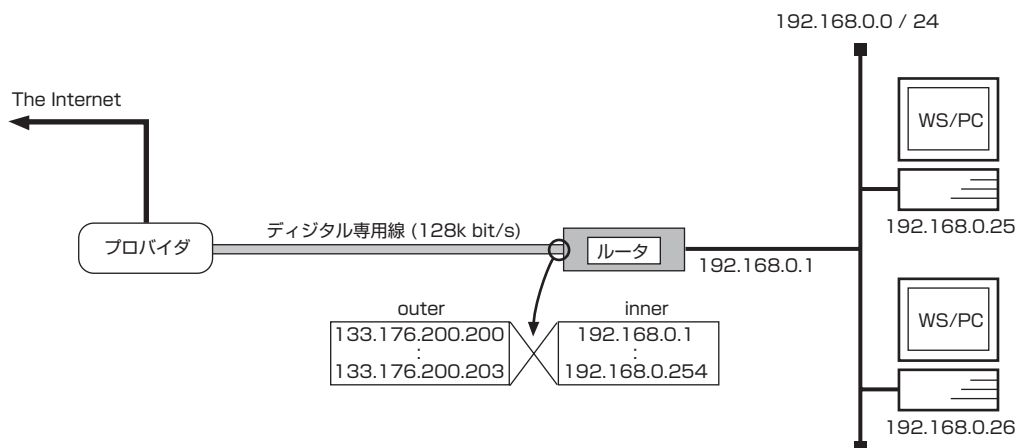 192.168.0.0 / 24
The Internet
WS/PC
192.168.0.25
プロバイダ
ディジタル専用線 (128k bit/s)
ルータ
192.168.0.1
outer
inner
133.176.200.200
:
133.176.200.203
192.168.0.1
:
192.168.0.254
WS/PC
192.168.0.26